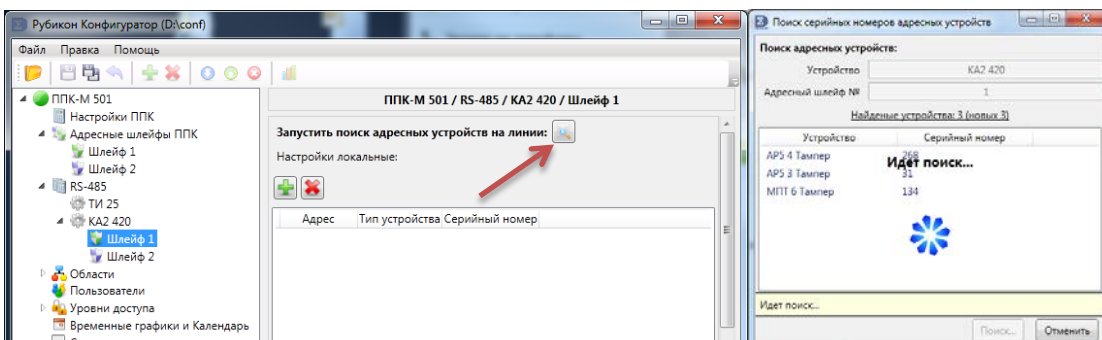 Рубикон Конфигуратор (D:\conf)
Файл Правка Помощь
ППК-М 501
Настройки ППК
Адресные шлейфы ППК
Шлейф 1
Шлейф 2
RS-485
ТИ 25
КА2 420
Шлейф 1
Шлейф 2
Области
Пользователи
Уровни доступа
Временные графики и Календарь
ППК-М 501 / RS-485 / КА2 420 / Шлейф 1
Запустить поиск адресных устройств на линии:
Настройки локальные:
Адрес Тип устройства Серийный номер
Поиск серийных номеров адресных устройств
Поиск адресных устройств:
Устройство КА2 420
Адресный шлейф № 1
Найденые устройства: 3 (новых 3)
Устройство Серийный номер
АР5 4 Тампер 268
Идет поиск...
АР5 3 Тампер 31
МПТ 6 Тампер 134
Идет поиск...
Поиск... Отменить